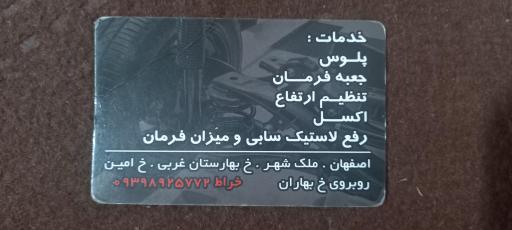 خدمات :
پلوس
جعبه فرمان
تنظیم ارتفاع
اکسل
رفع لاستیک سابی و میزان فرمان
اصفهان . ملک شهر . خ بهارستان غربی . خ امین
روبروی خ بهاران خراط ۰۹۳۹۸۹۲۵۷۷۲